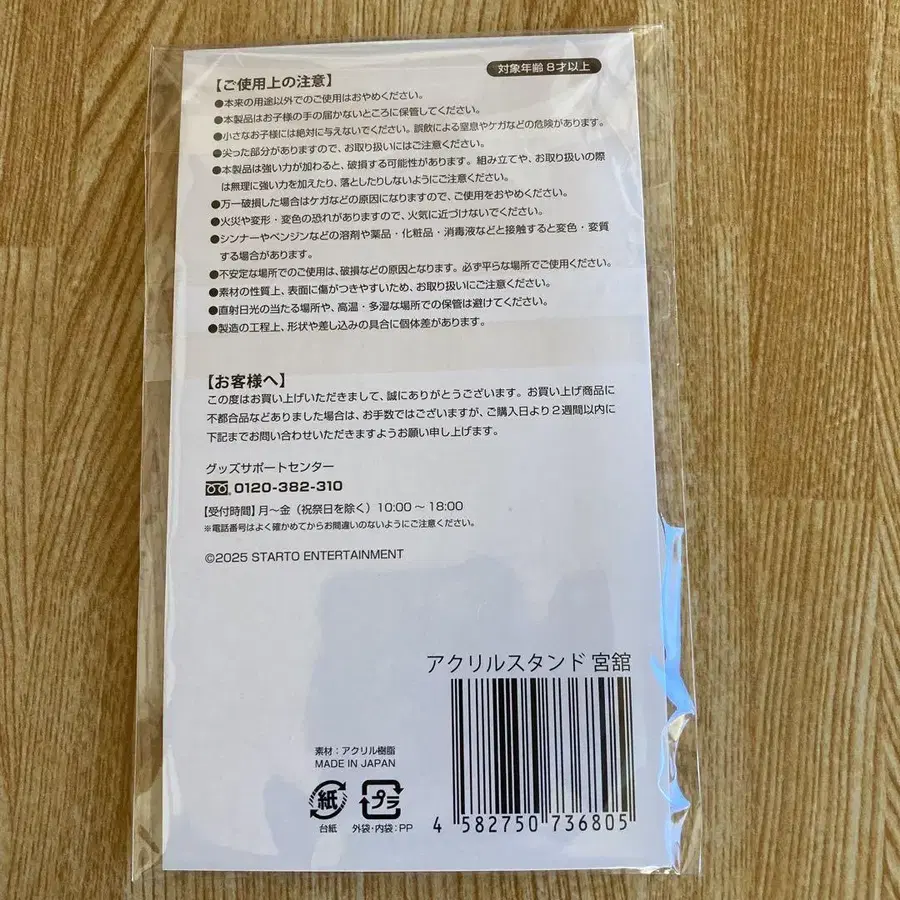 対象年齢 8才以上
【ご使用上の注意】
●本来の用途以外でのご使用はおやめください。
●本製品はお子様の手の届かないところに保管してください。
●小さなお子様には絶対に与えないでください。誤飲による窒息やケガなどの危険があります。
●尖った部分がありますので、お取り扱いにはご注意ください。
●本製品は強い力が加わると、破損する可能性があります。組み立てや、お取り扱いの際
は無理に強い力を加えたり、落としたりしないようにご注意ください。
●万一破損した場合はケガなどの原因になりますので、ご使用をおやめください。
●火災や変形・変色の恐れがありますので、火気に近づけないでください。
●シンナーやベンジンなどの溶剤や薬品・化粧品・消毒液などと接触すると変色・変質
する場合があります。
●不安定な場所でのご使用は、破損などの原因となります。必ず平らな場所でご使用ください。
●素材の性質上、表面に傷がつきやすいため、お取り扱いにご注意ください。
●直射日光の当たる場所や、高温・多湿な場所での保管は避けてください。
●製造の工程上、形状や差し込みの具合に個体差があります。
【お客様へ】
この度はお買い上げいただきまして、誠にありがとうございます。お買い上げ商品に
不都合品などありました場合は、お手数ではございますが、ご購入日より2週間以内に
下記までお問い合わせいただきますようお願い申し上げます。
グッズサポートセンター
0120-382-310
【受付時間】月〜金（祝祭日を除く）10:00〜18:00
※電話番号はよく確かめてからお間違いのないようにご注意ください。
©2025 STARTO ENTERTAINMENT
アクリルスタンド 宮舘
素材：アクリル樹脂
MADE IN JAPAN
紙 プラ
台紙 外袋・内袋：PP
4 582750 736805